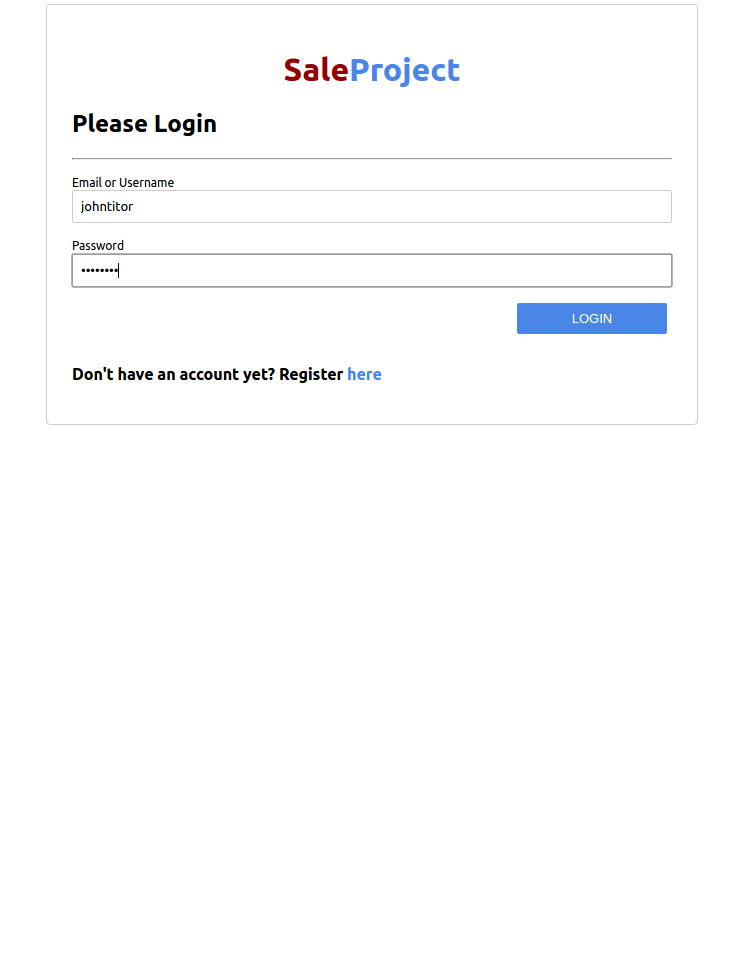 SaleProject
Please Login
Email or Username
johntitor
Password
••••••••
LOGIN
Don't have an account yet? Register here